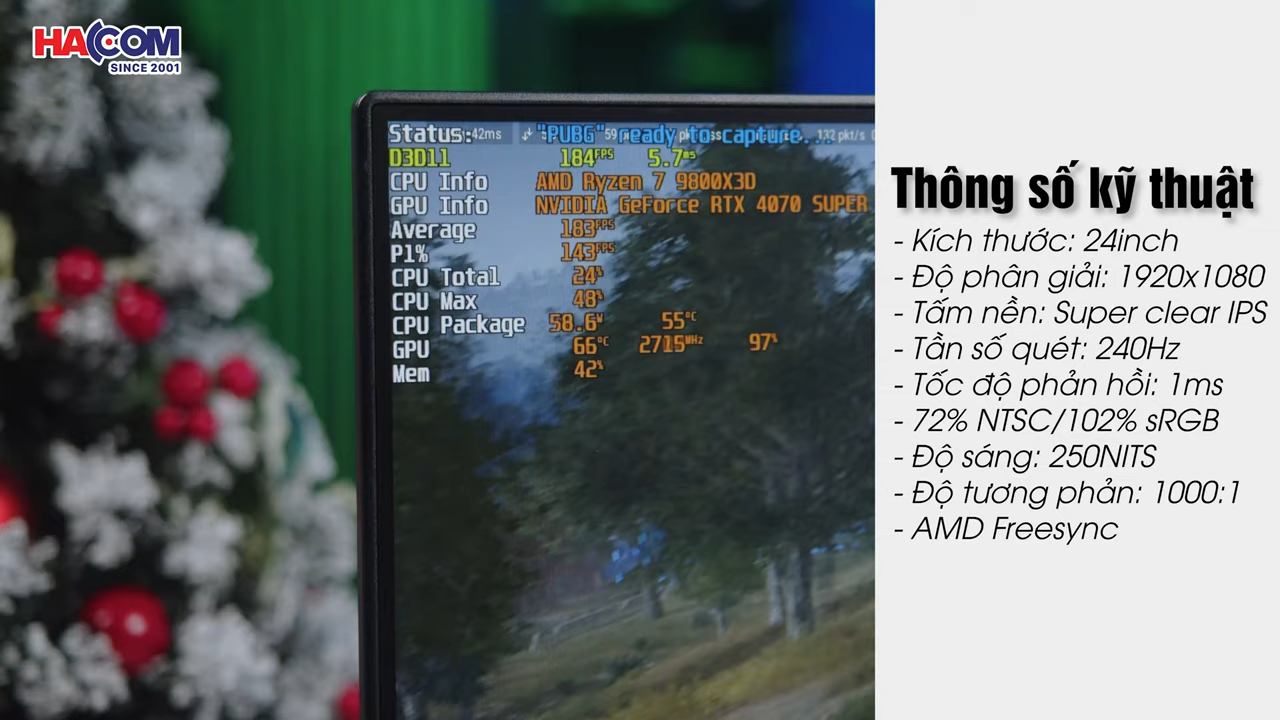 HACOM
SINCE 2001
Status: "PUBG" ready to capture...
42ms 59 132 pkt/s
D3D11 184FPS 5.7ms
CPU Info AMD Ryzen 7 9800X3D
GPU Info NVIDIA GeForce RTX 4070 SUPER
Average 183FPS
P1% 143FPS
CPU Total 24%
CPU Max 48%
CPU Package 58.6W 55°C
GPU 66°C 2715MHz 97%
Mem 42%
Thông số kỹ thuật
- Kích thước: 24inch
- Độ phân giải: 1920x1080
- Tấm nền: Super clear IPS
- Tần số quét: 240Hz
- Tốc độ phản hồi: 1ms
- 72% NTSC/102% sRGB
- Độ sáng: 250NITS
- Độ tương phản: 1000:1
- AMD Freesync